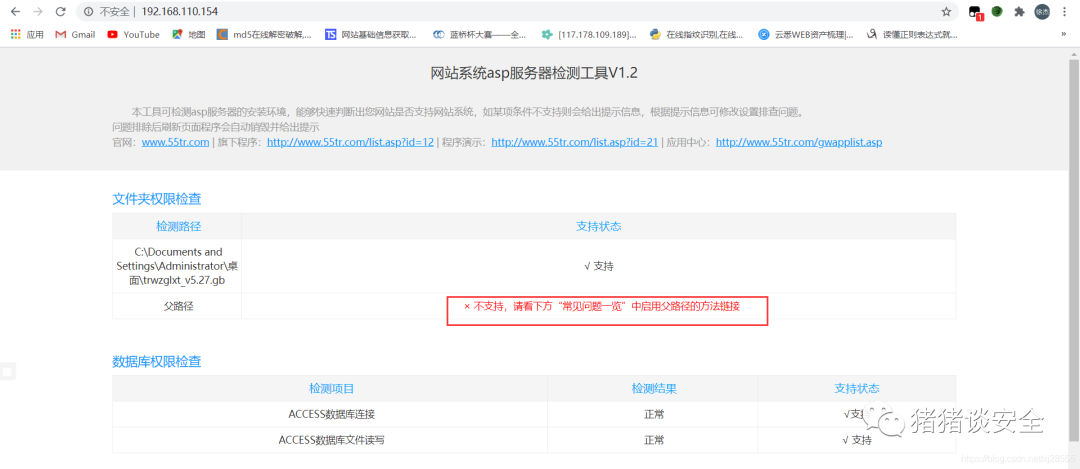 不安全 | 192.168.110.154
应用 Gmail YouTube 地图 md5在线解密破解,... 网站基础信息获取... 蓝桥杯大赛——全... [117.178.109.189]... 在线指纹识别,在线... 云悉WEB资产梳理|... 读懂正则表达式就... »
网站系统asp服务器检测工具V1.2
本工具可检测asp服务器的安装环境，能够快速判断出您网站是否支持网站系统，如某项条件不支持则会给出提示信息，根据提示信息可修改设置排查问题。
问题排除后刷新页面程序会自动销毁并给出提示
官网：www.55tr.com | 旗下程序：http://www.55tr.com/list.asp?id=12 | 程序演示：http://www.55tr.com/list.asp?id=21 | 应用中心：http://www.55tr.com/gwapplist.asp
文件夹权限检查
检测路径 支持状态
C:\Documents and
Settings\Administrator\桌
面\trwzglxt_v5.27.gb
√ 支持
父路径 × 不支持，请看下方“常见问题一览”中启用父路径的方法链接
数据库权限检查
检测项目 检测结果 支持状态
ACCESS数据库连接 正常 √支持
ACCESS数据库文件读写 正常 √ 支持
猪猪谈安全